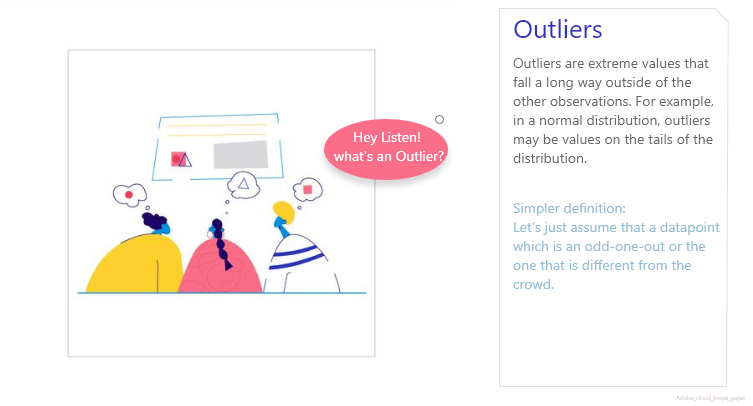 Outliers
Outliers are extreme values that
fall a long way outside of the
other observations. For example,
in a normal distribution, outliers
may be values on the tails of the
distribution.
Hey Listen!
what's an Outlier?
Simpler definition:
Let's just assume that a datapoint
which is an odd-one-out or the
one that is different from the
crowd.